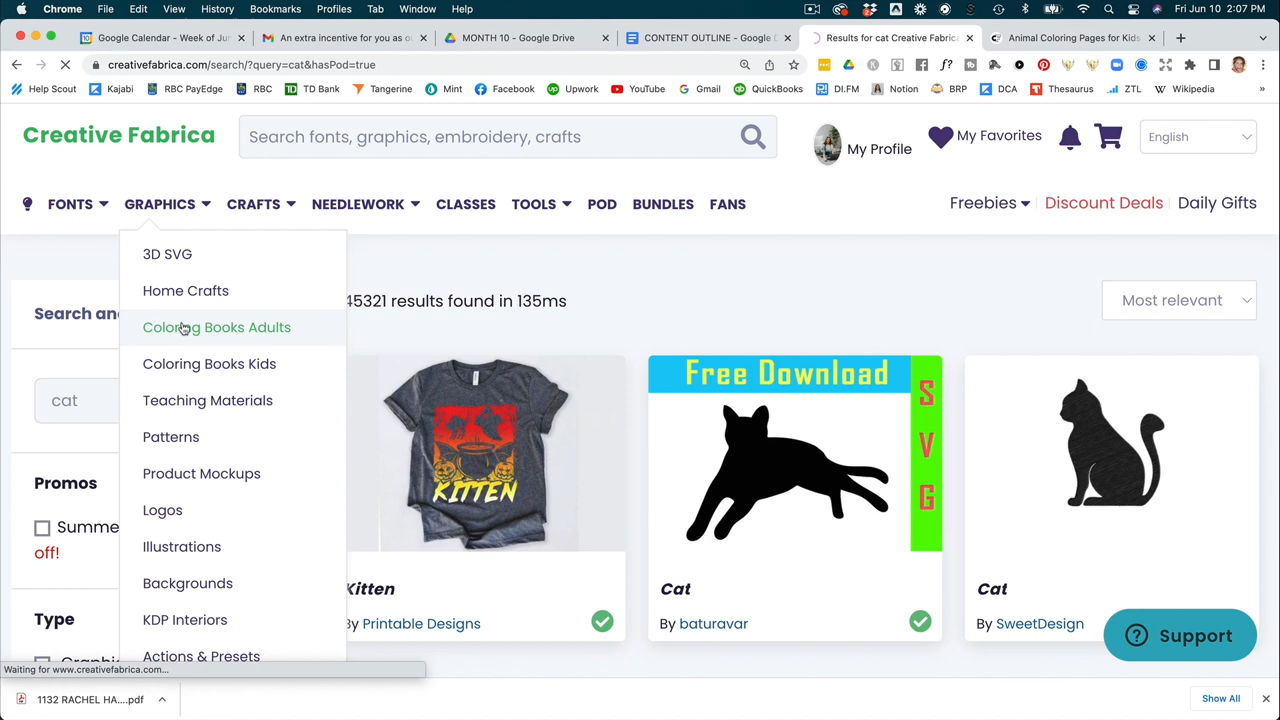 Chrome File Edit View History Bookmarks Profiles Tab Window Help
Fri Jun 10 2:07 PM
Google Calendar - Week of Ju
An extra incentive for you as o
MONTH 10 - Google Drive
CONTENT OUTLINE - Google D
Results for cat Creative Fabrica
Animal Coloring Pages for Kids
creativefabrica.com/search/?query=cat&hasPod=true
Help Scout Kajabi RBC PayEdge RBC TD Bank Tangerine Mint Facebook Upwork YouTube Gmail QuickBooks DI.FM Notion BRP DCA Thesaurus ZTL Wikipedia
Creative Fabrica
Search fonts, graphics, embroidery, crafts
My Profile
My Favorites
English
FONTS GRAPHICS CRAFTS NEEDLEWORK CLASSES TOOLS POD BUNDLES FANS
Freebies Discount Deals Daily Gifts
3D SVG
Home Crafts
Coloring Books Adults
Coloring Books Kids
Teaching Materials
Patterns
Product Mockups
Logos
Illustrations
Backgrounds
KDP Interiors
Actions & Presets
Search an
cat
Promos
Summe
off!
Type
Graphic
45321 results found in 135ms
Most relevant
KITTEN
Kitten
By Printable Designs
Free Download
SVG
Cat
By baturavar
Cat
By SweetDesign
Support
Waiting for www.creativefabrica.com...
1132 RACHEL HA....pdf
Show All